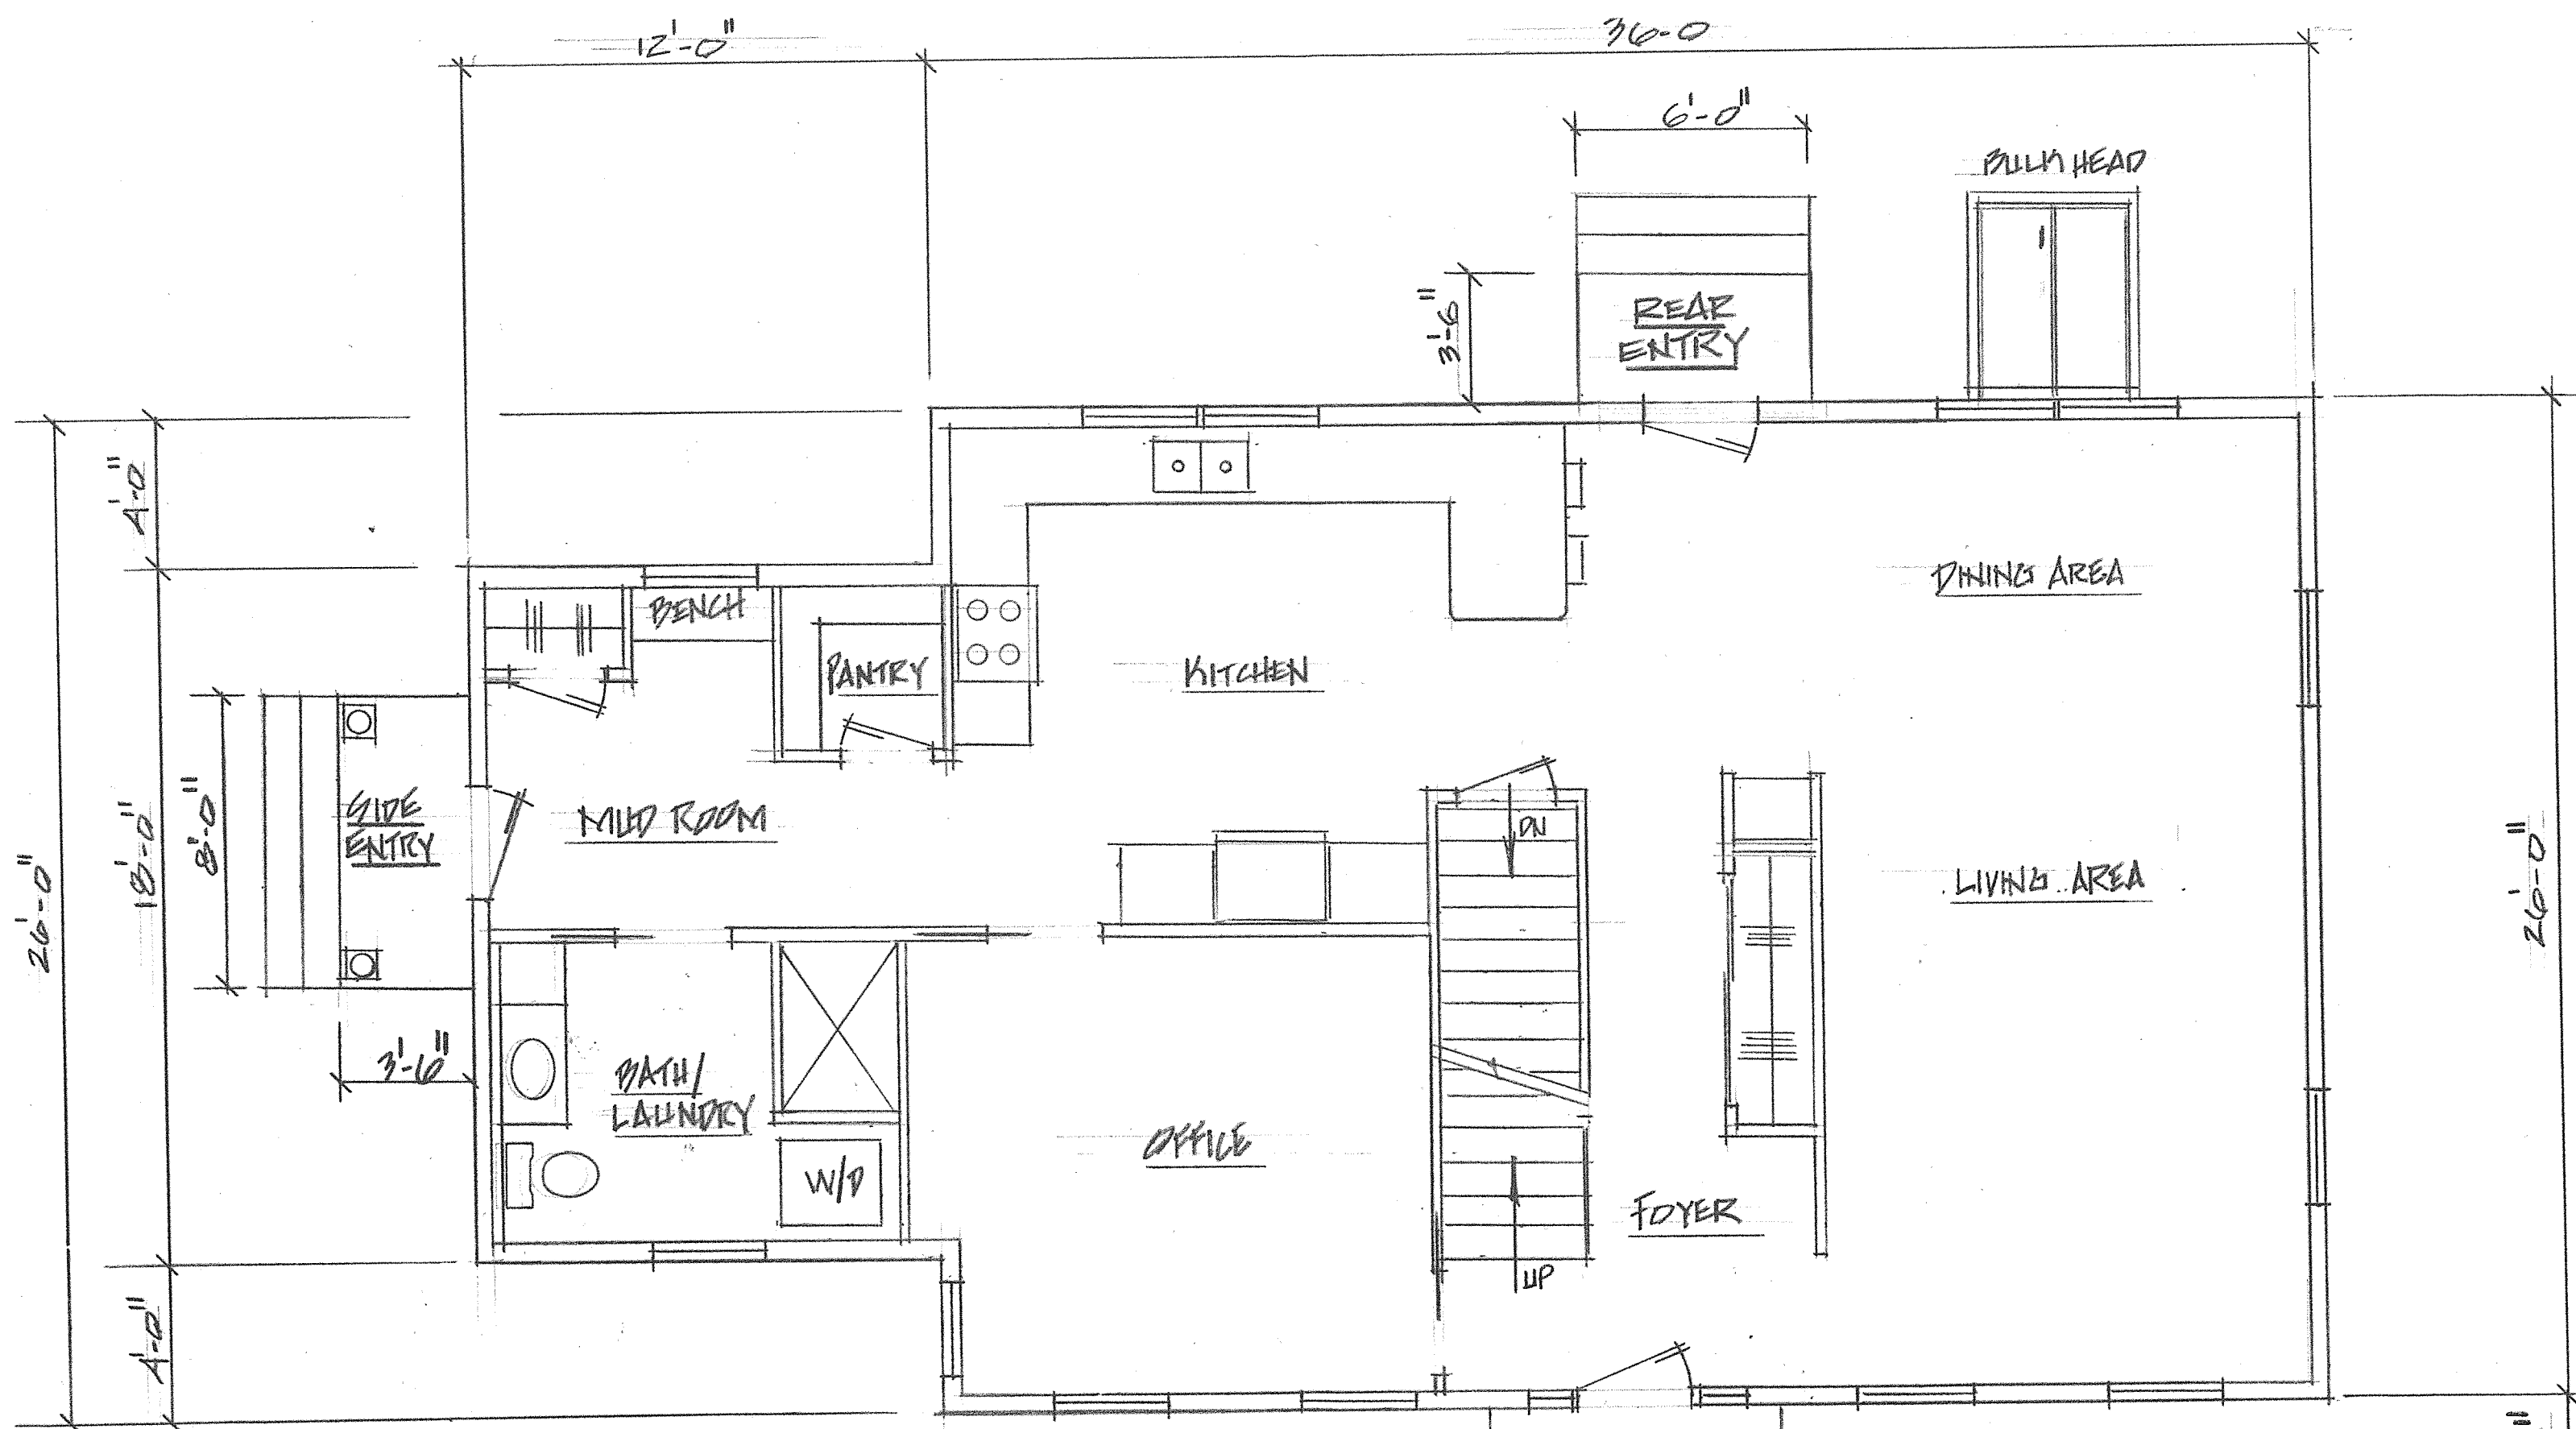 12'-0"
36-0
6'-0"
BULKHEAD
3'-6"
REAR
ENTRY
4'-0"
DINING AREA
BENCH
PANTRY
KITCHEN
SIDE
ENTRY
MUD ROOM
DN
LIVING AREA
26'-0"
18'-0"
8'-0"
26'-0"
3'-6"
BATH/
LAUNDRY
OFFICE
W/D
FOYER
UP
4'-0"